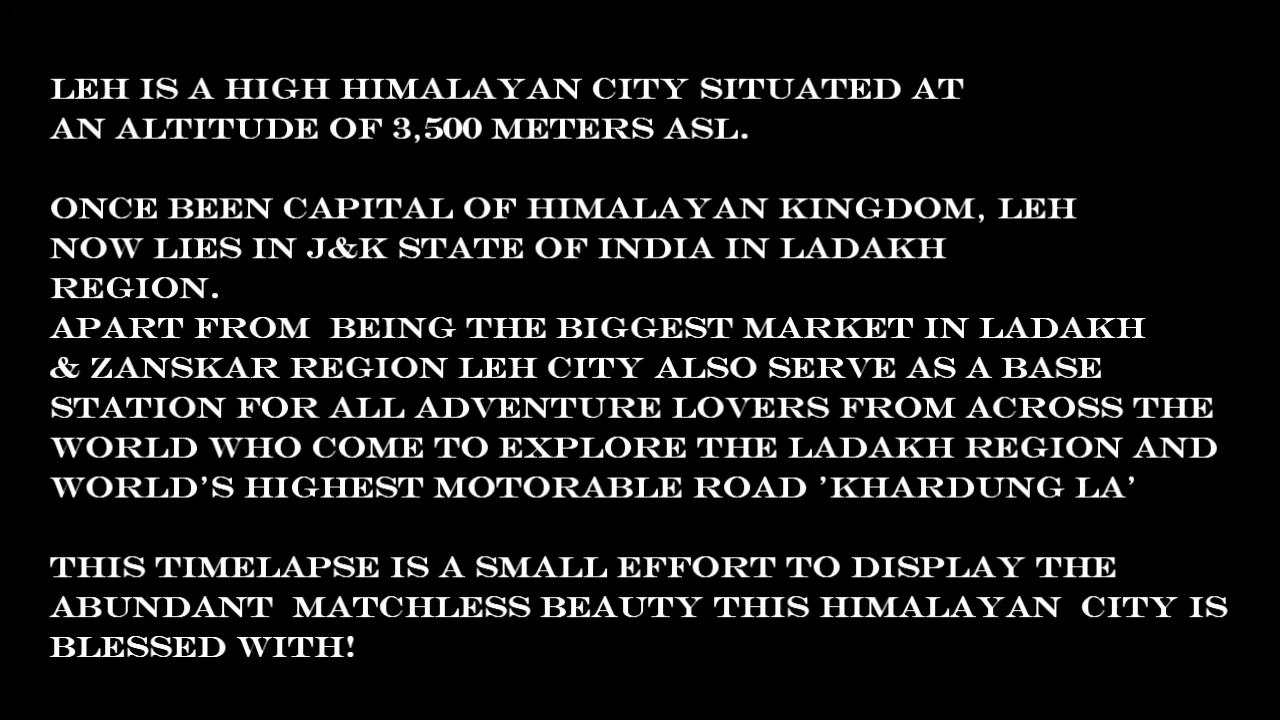 LEH IS A HIGH HIMALAYAN CITY SITUATED AT
AN ALTITUDE OF 3,500 METERS ASL.
ONCE BEEN CAPITAL OF HIMALAYAN KINGDOM, LEH
NOW LIES IN J&K STATE OF INDIA IN LADAKH
REGION.
APART FROM BEING THE BIGGEST MARKET IN LADAKH
& ZANSKAR REGION LEH CITY ALSO SERVE AS A BASE
STATION FOR ALL ADVENTURE LOVERS FROM ACROSS THE
WORLD WHO COME TO EXPLORE THE LADAKH REGION AND
WORLD'S HIGHEST MOTORABLE ROAD 'KHARDUNG LA'
THIS TIMELAPSE IS A SMALL EFFORT TO DISPLAY THE
ABUNDANT MATCHLESS BEAUTY THIS HIMALAYAN CITY IS
BLESSED WITH!